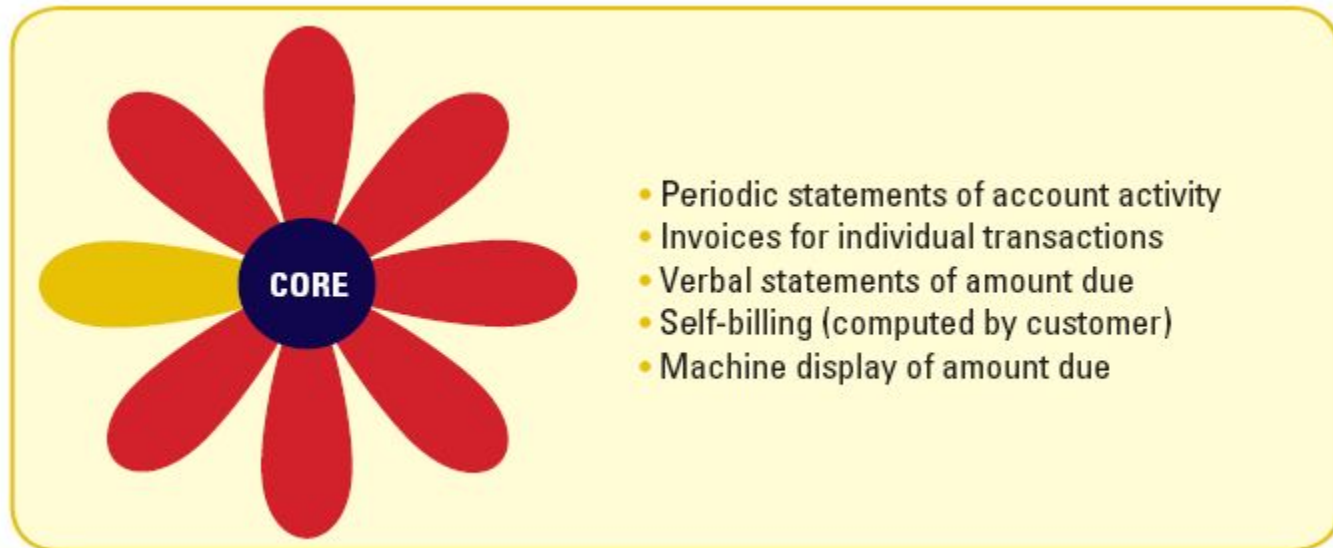 CORE
• Periodic statements of account activity
• Invoices for individual transactions
• Verbal statements of amount due
• Self-billing (computed by customer)
• Machine display of amount due